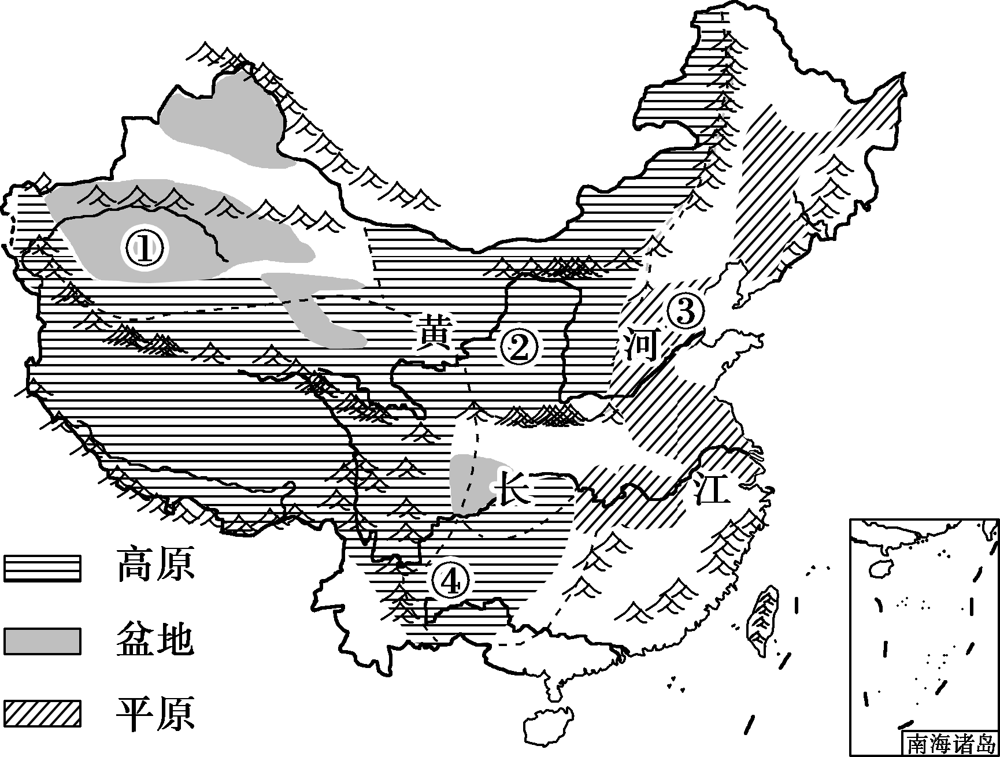 ①
黄
③
②
河
长
江
④
高原
盆地
平原
南海诸岛